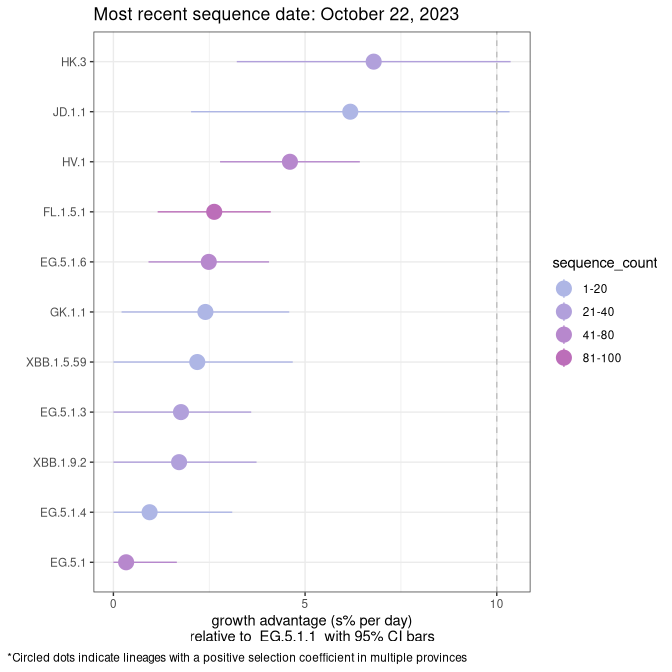 Most recent sequence date: October 22, 2023
HK.3
JD.1.1
HV.1
FL.1.5.1
EG.5.1.6
GK.1.1
XBB.1.5.59
EG.5.1.3
XBB.1.9.2
EG.5.1.4
EG.5.1
0 5 10
growth advantage (s% per day)
relative to EG.5.1.1 with 95% CI bars
sequence_count
1-20
21-40
41-80
81-100
*Circled dots indicate lineages with a positive selection coefficient in multiple provinces